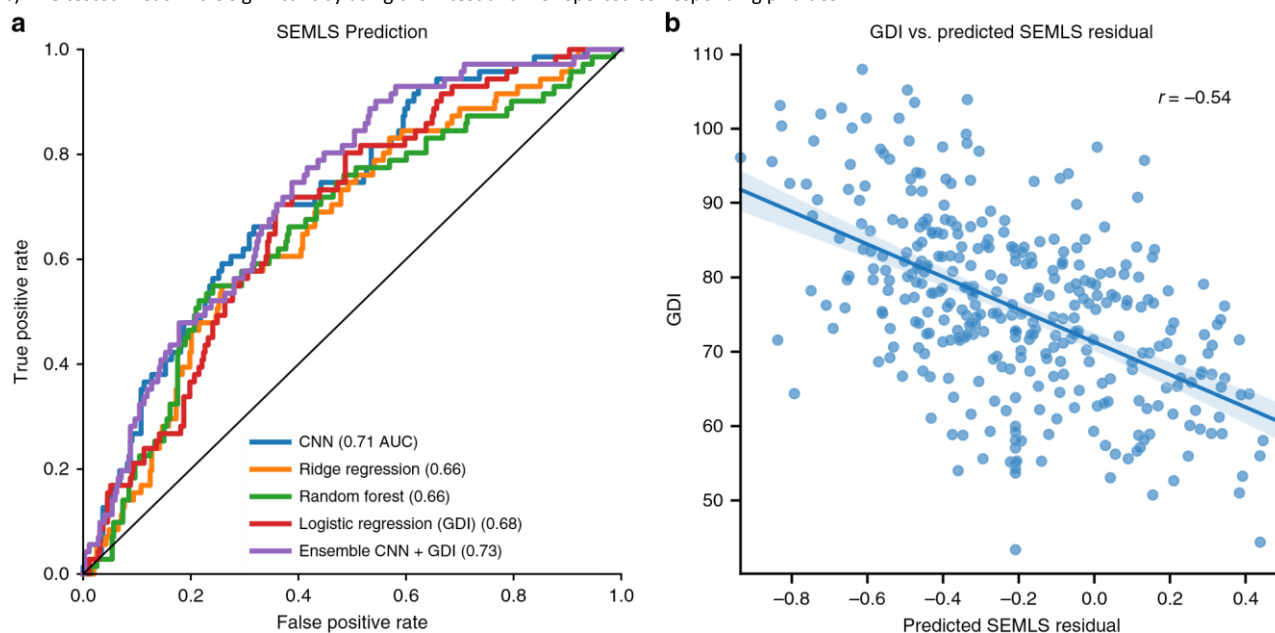 a
SEMLS Prediction
1.0
0.8
0.6
0.4
0.2
0.0
True positive rate
0.0 0.2 0.4 0.6 0.8 1.0
False positive rate
CNN (0.71 AUC)
Ridge regression (0.66)
Random forest (0.66)
Logistic regression (GDI) (0.68)
Ensemble CNN + GDI (0.73)
b
GDI vs. predicted SEMLS residual
r = –0.54
110
100
90
80
70
60
50
GDI
–0.8 –0.6 –0.4 –0.2 0.0 0.2 0.4
Predicted SEMLS residual